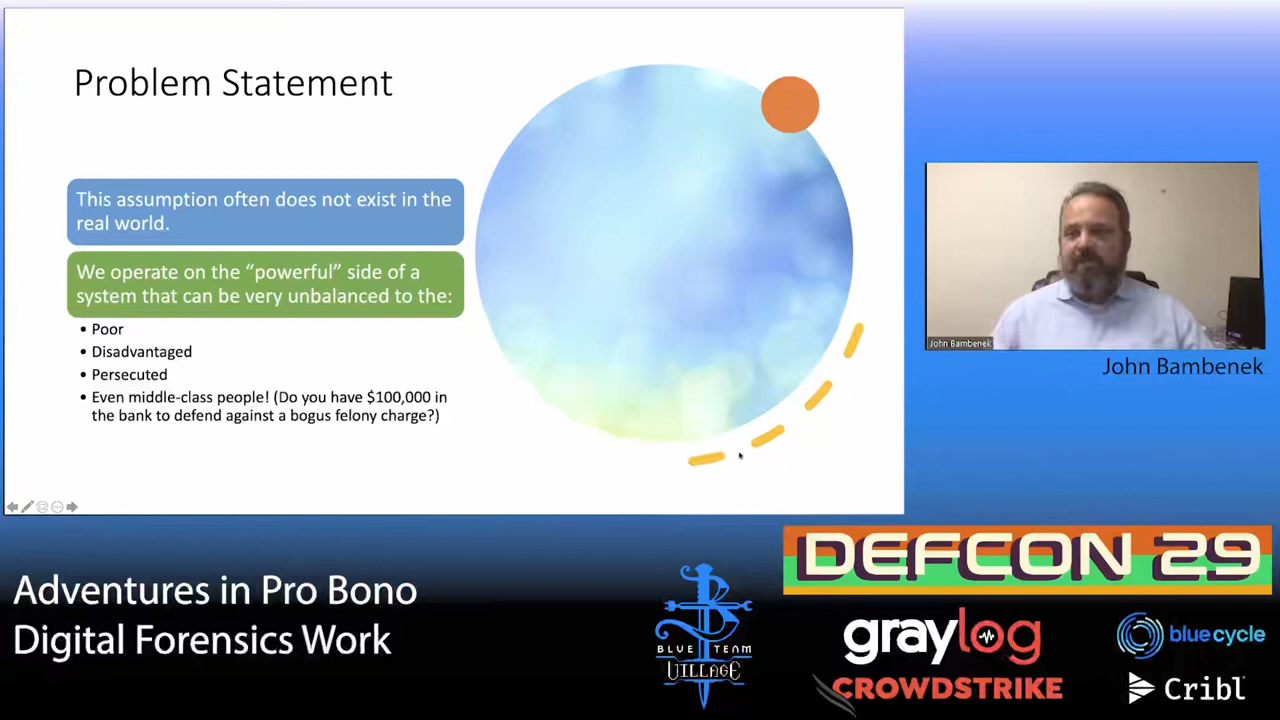 Problem Statement
This assumption often does not exist in the
real world.
We operate on the “powerful” side of a
system that can be very unbalanced to the:
• Poor
• Disadvantaged
• Persecuted
• Even middle-class people! (Do you have $100,000 in
the bank to defend against a bogus felony charge?)
John Bambenek
John Bambenek
Adventures in Pro Bono
Digital Forensics Work
BLUE TEAM
VILLAGE
DEFCON 29
graylog
bluecycle
CROWDSTRIKE
Cribl